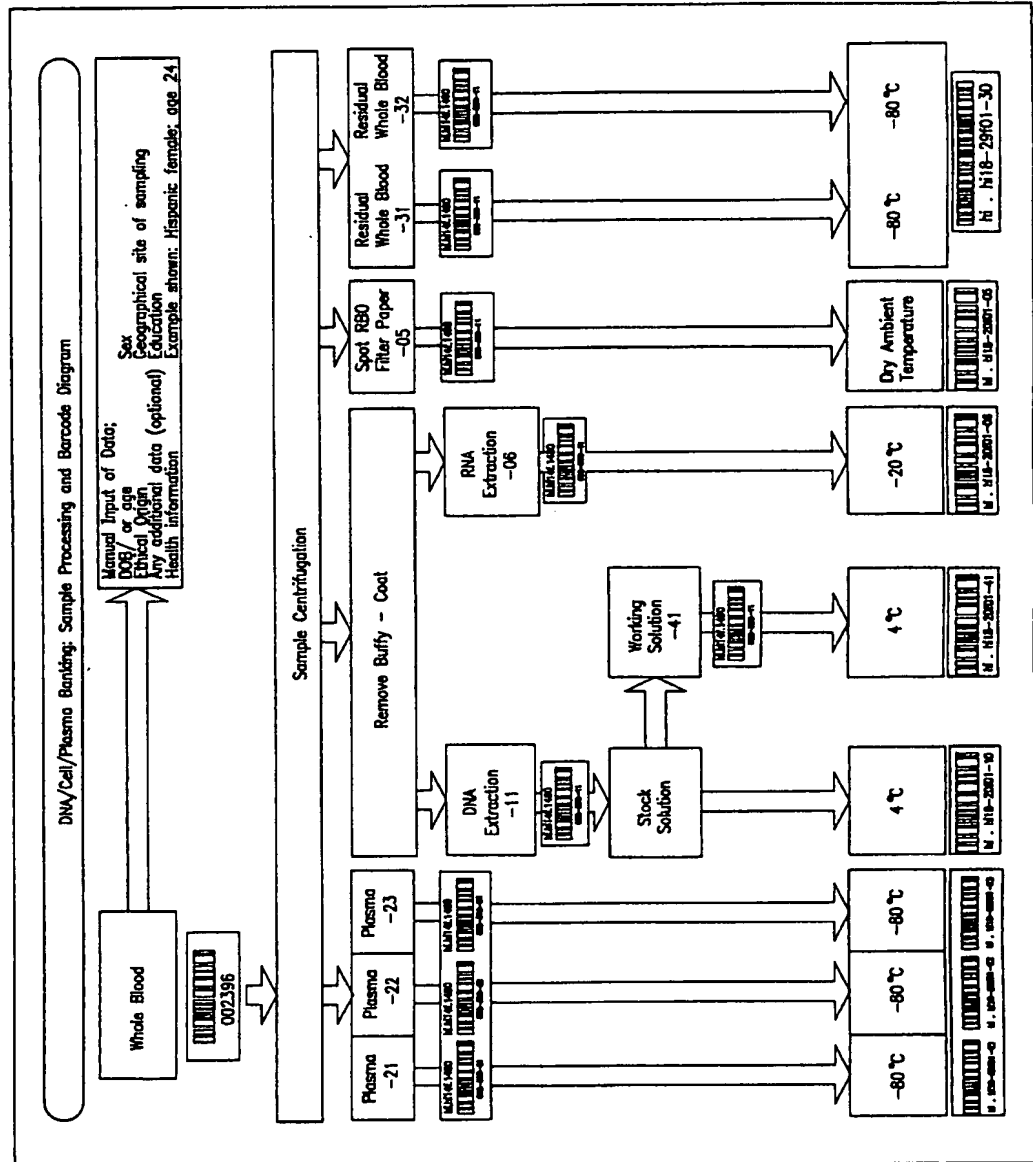 DNA/Cell/Plasma Banking: Sample Processing and Barcode Diagram
Whole Blood
002396
Manual Input of Data;
DOB/ or age
Ethical Origin
Any additional data (optional)
Health information
Sex
Geographical site of sampling
Education
Example shown: Hispanic female; age 24
Sample Centrifugation
Plasma
-21
Plasma
-22
Plasma
-23
Remove Buffy - Coat
Spot RBO
Filter Paper
-05
Residual
Whole Blood
-31
Residual
Whole Blood
-32
DNA
Extraction
-11
RNA
Extraction
-06
Stock
Solution
Working
Solution
-41
-80°C
-80°C
-80°C
4°C
4°C
-20°C
Dry Ambient
Temperature
-80°C
-80°C
hi . hi18-29f01-30